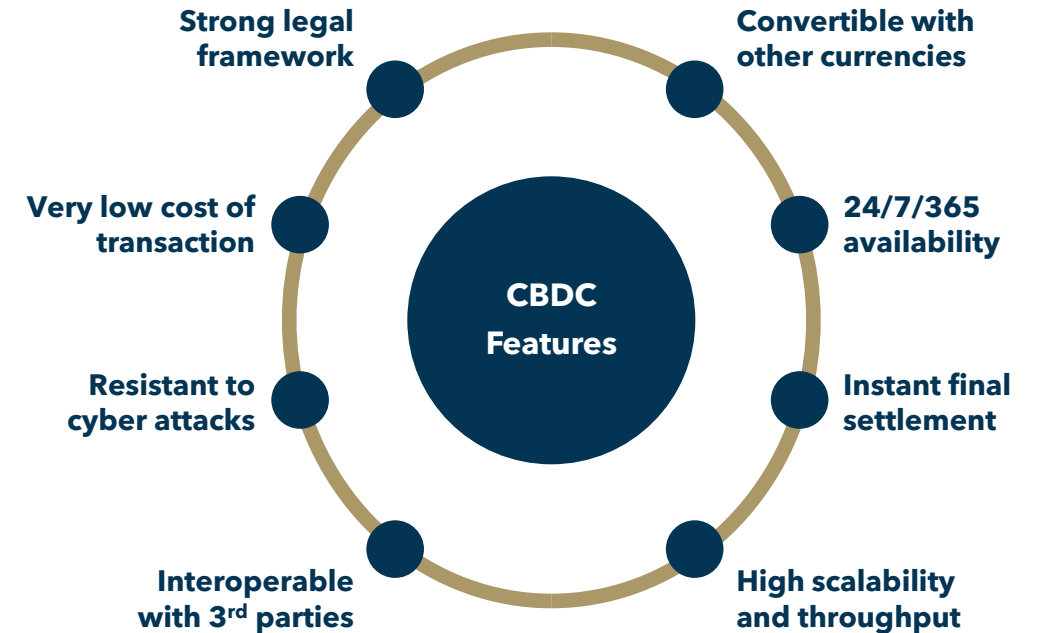 Strong legal
framework
Convertible with
other currencies
Very low cost of
transaction
24/7/365
availability
CBDC
Features
Resistant to
cyber attacks
Instant final
settlement
Interoperable
with 3rd parties
High scalability
and throughput